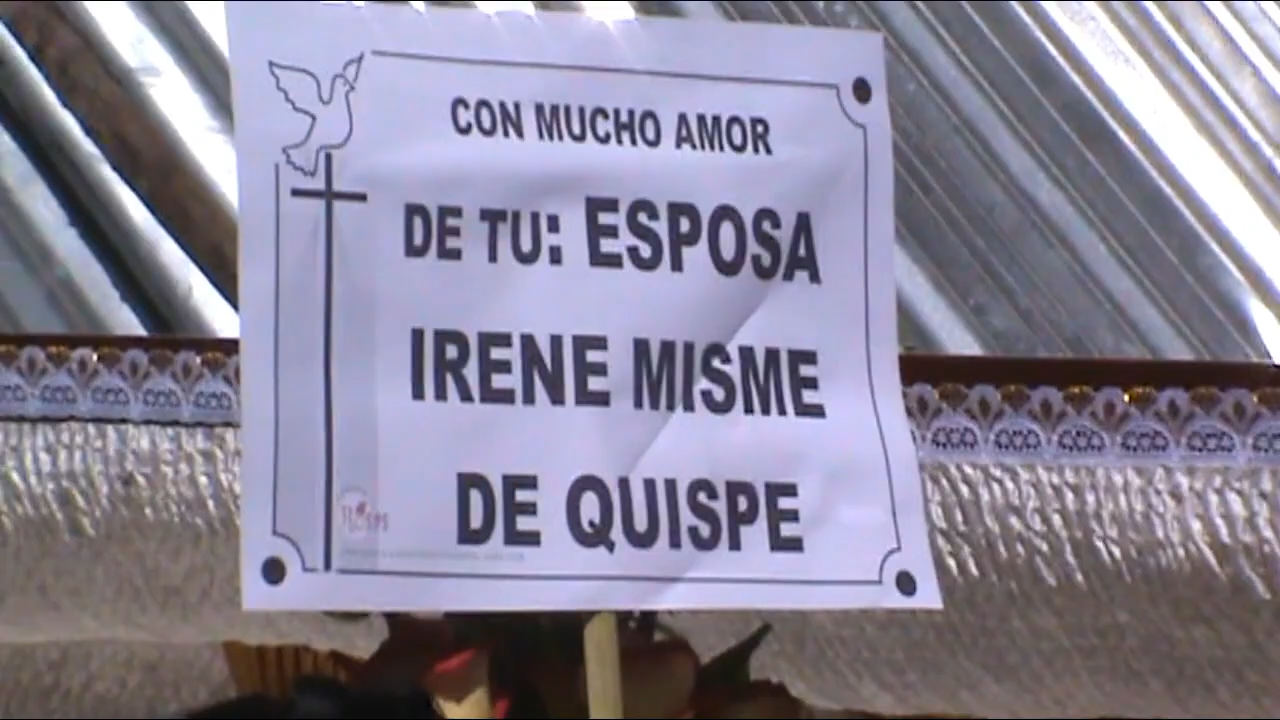 CON MUCHO AMOR
DE TU: ESPOSA
IRENE MISME
DE QUISPE